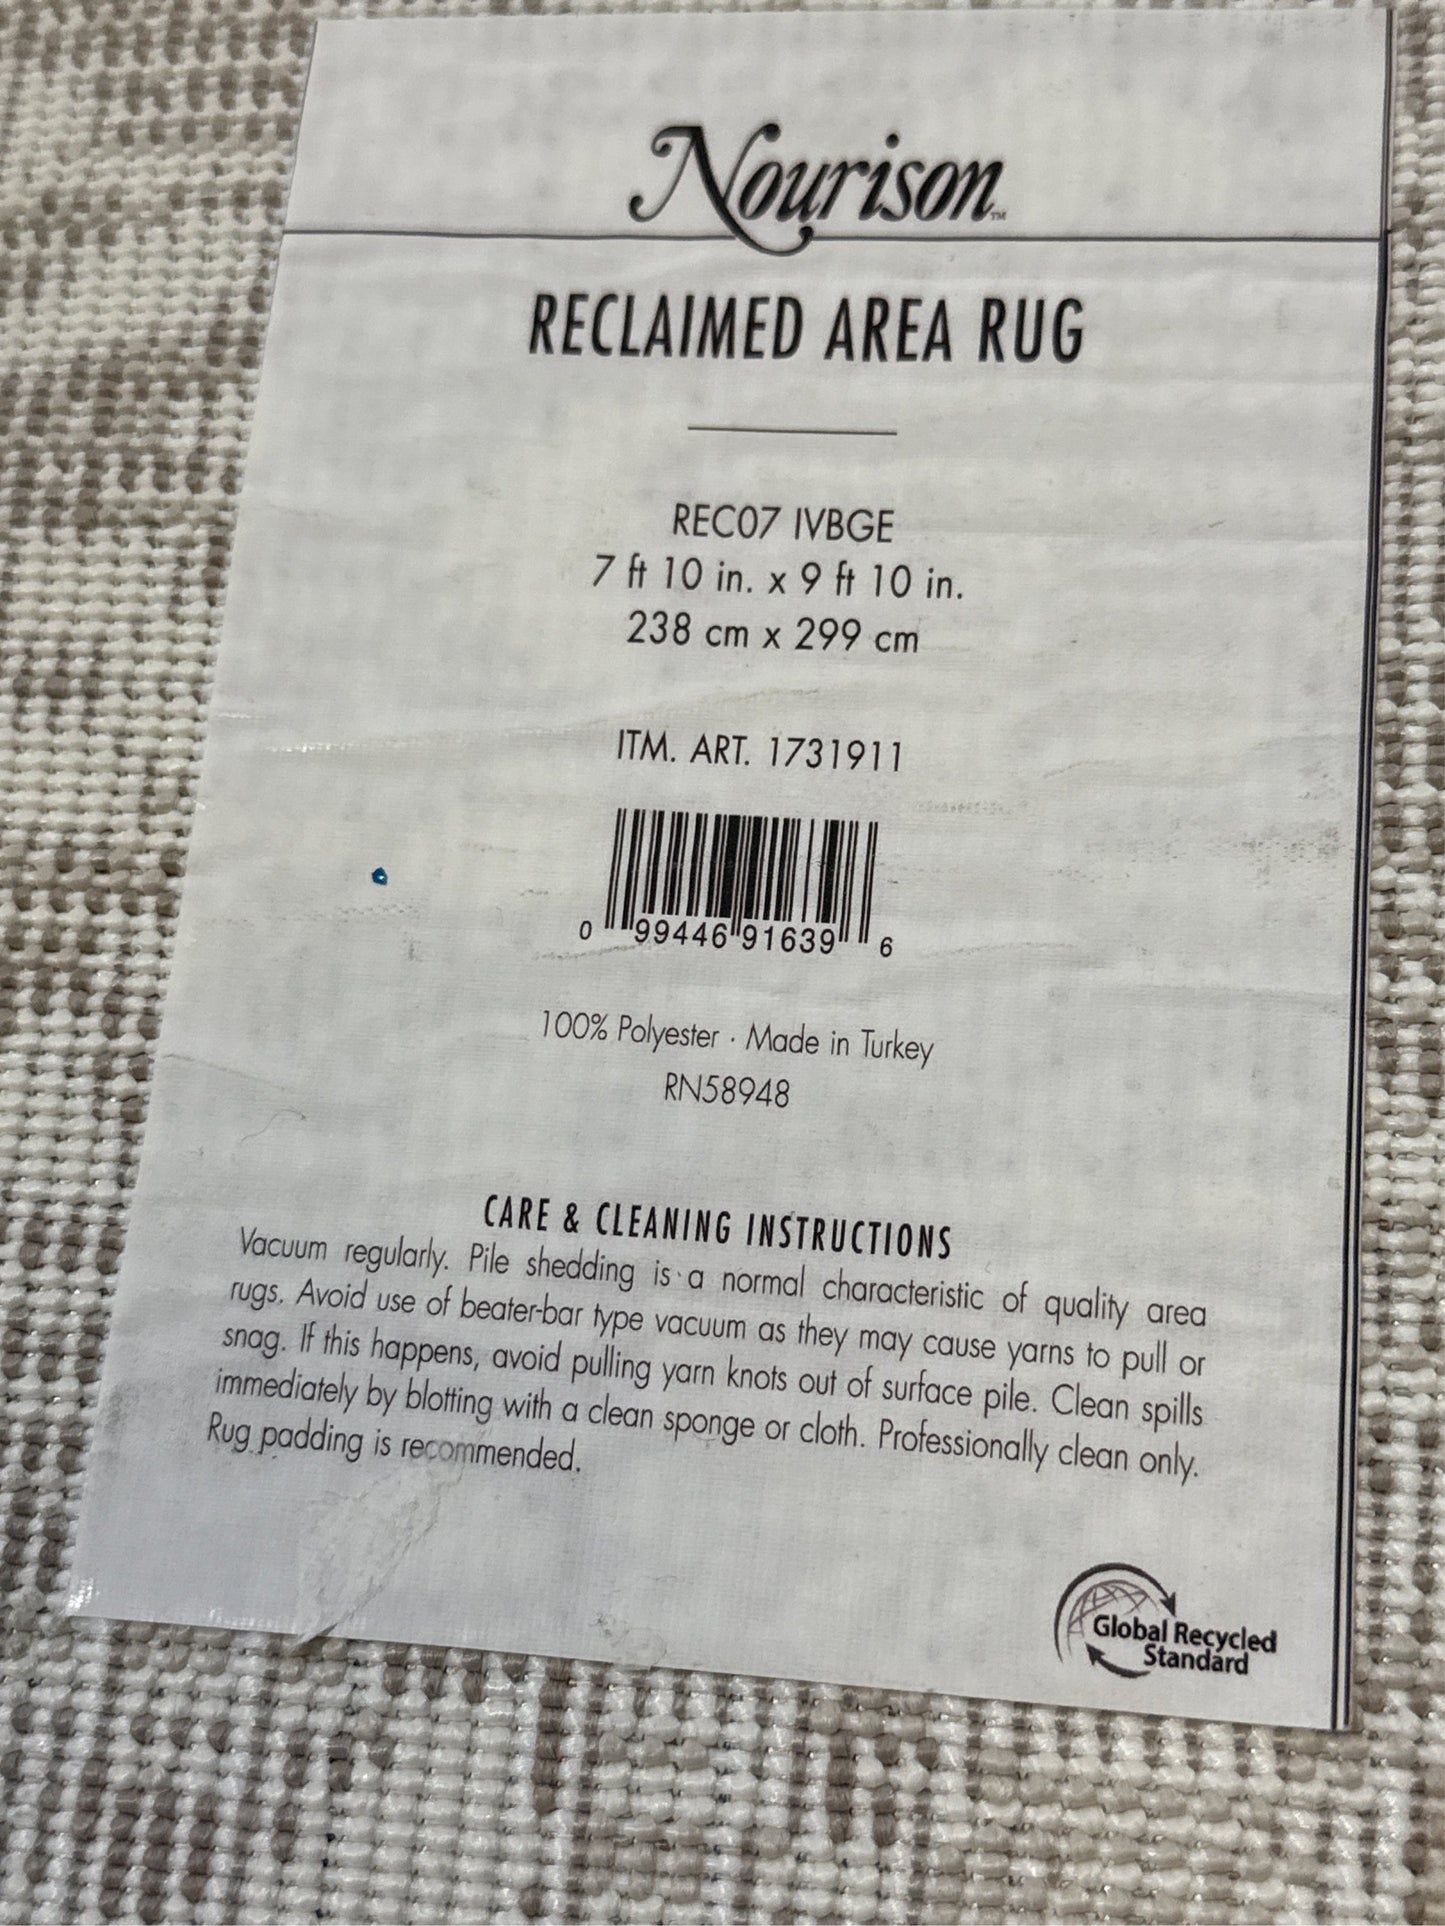 Nourison™
RECLAIMED AREA RUG
REC07 IVBGE
7 ft 10 in. x 9 ft 10 in.
238 cm x 299 cm
ITM. ART. 1731911
0 99446 91639 6
100% Polyester · Made in Turkey
RN58948
CARE & CLEANING INSTRUCTIONS
Vacuum regularly. Pile shedding is a normal characteristic of quality area
rugs. Avoid use of beater-bar type vacuum as they may cause yarns to pull or
snag. If this happens, avoid pulling yarn knots out of surface pile. Clean spills
immediately by blotting with a clean sponge or cloth. Professionally clean only.
Rug padding is recommended.
Global Recycled
Standard